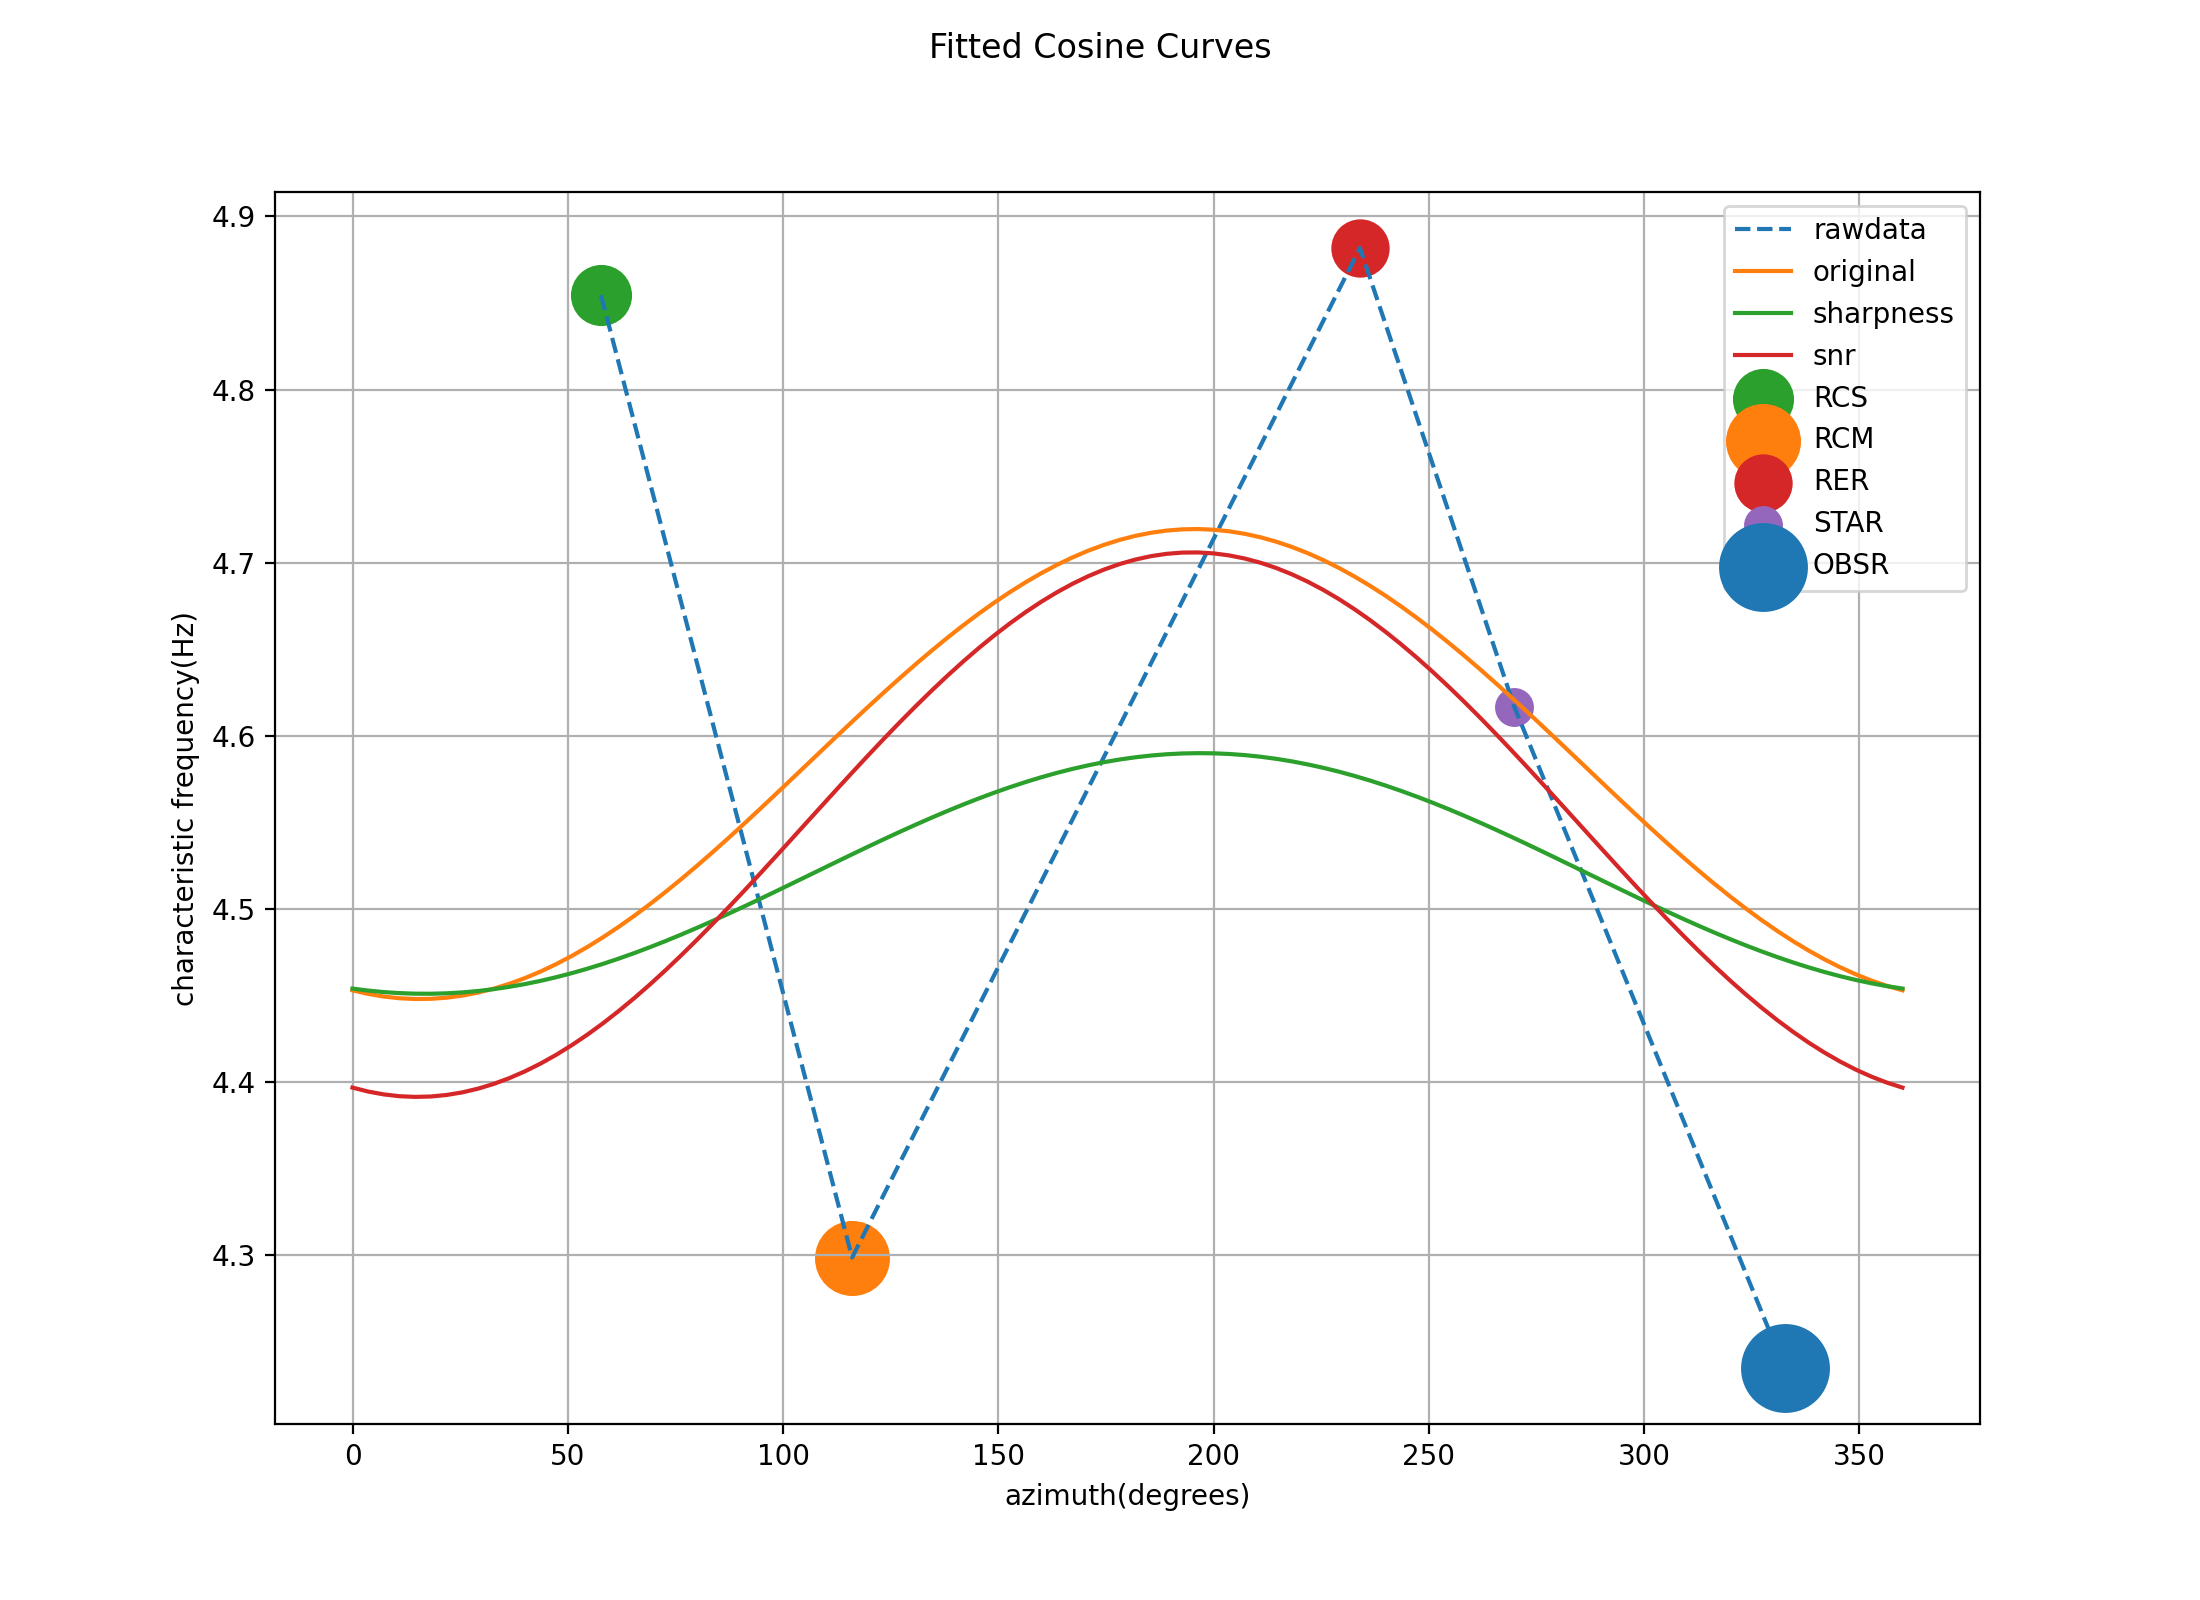 Fitted Cosine Curves
4.9
4.8
4.7
4.6
4.5
4.4
4.3
characteristic frequency(Hz)
rawdata
original
sharpness
snr
RCS
RCM
RER
STAR
OBSR
0 50 100 150 200 250 300 350
azimuth(degrees)